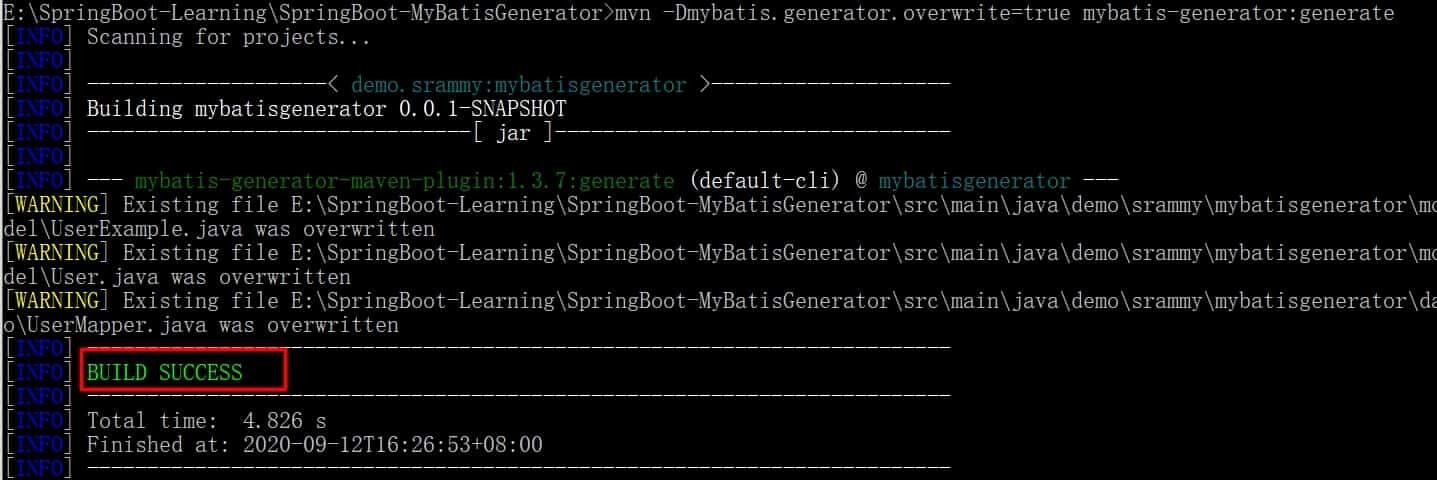 E:\SpringBoot-Learning\SpringBoot-MyBatisGenerator>mvn -Dmybatis.generator.overwrite=true mybatis-generator:generate
[INFO] Scanning for projects...
[INFO]
[INFO] --------------------< demo.srammy:mybatisgenerator >--------------------
[INFO] Building mybatisgenerator 0.0.1-SNAPSHOT
[INFO] --------------------------------[ jar ]---------------------------------
[INFO]
[INFO] --- mybatis-generator-maven-plugin:1.3.7:generate (default-cli) @ mybatisgenerator ---
[WARNING] Existing file E:\SpringBoot-Learning\SpringBoot-MyBatisGenerator\src\main\java\demo\srammy\mybatisgenerator\mo
del\UserExample.java was overwritten
[WARNING] Existing file E:\SpringBoot-Learning\SpringBoot-MyBatisGenerator\src\main\java\demo\srammy\mybatisgenerator\mo
del\User.java was overwritten
[WARNING] Existing file E:\SpringBoot-Learning\SpringBoot-MyBatisGenerator\src\main\java\demo\srammy\mybatisgenerator\da
o\UserMapper.java was overwritten
[INFO] ------------------------------------------------------------------------
[INFO] BUILD SUCCESS
[INFO] ------------------------------------------------------------------------
[INFO] Total time:  4.826 s
[INFO] Finished at: 2020-09-12T16:26:53+08:00
[INFO] ------------------------------------------------------------------------